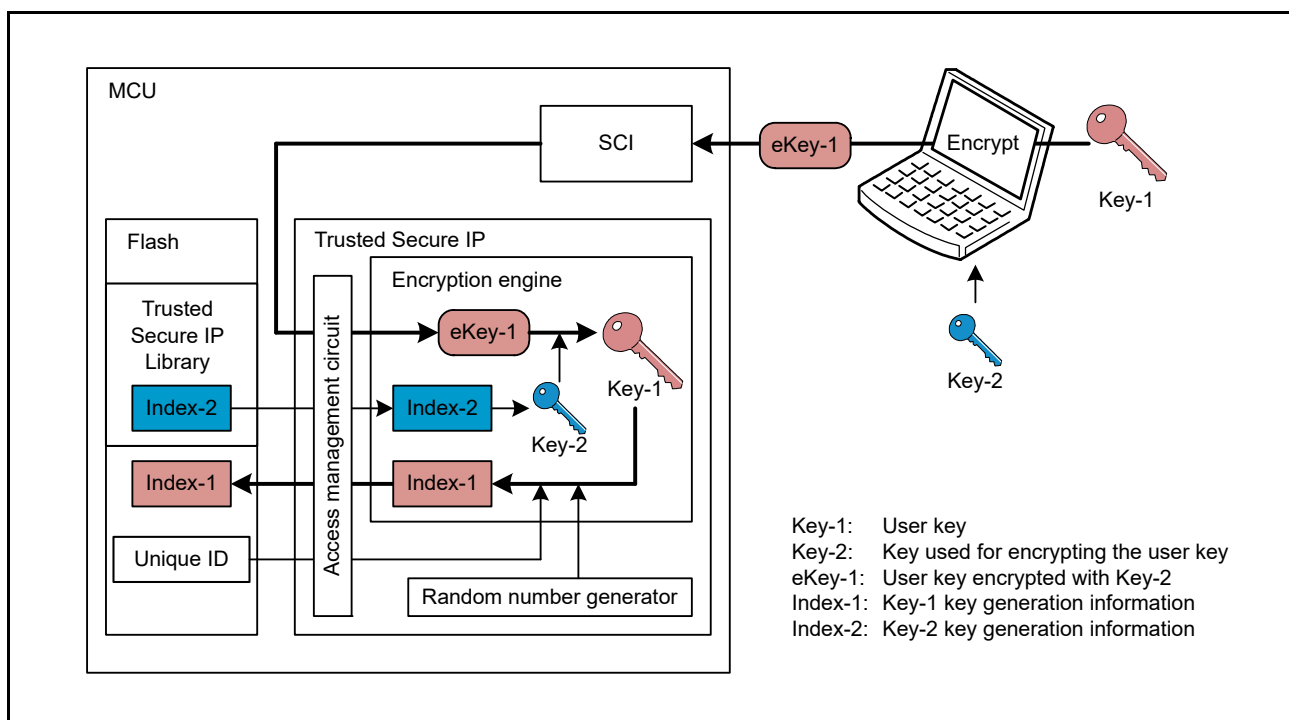 MCU
SCI
eKey-1
Encrypt
Key-1
Key-2
Flash
Trusted
Secure IP
Library
Index-2
Index-1
Unique ID
Trusted Secure IP
Access management circuit
Encryption engine
eKey-1
Key-1
Index-2
Key-2
Index-1
Random number generator
Key-1: User key
Key-2: Key used for encrypting the user key
eKey-1: User key encrypted with Key-2
Index-1: Key-1 key generation information
Index-2: Key-2 key generation information